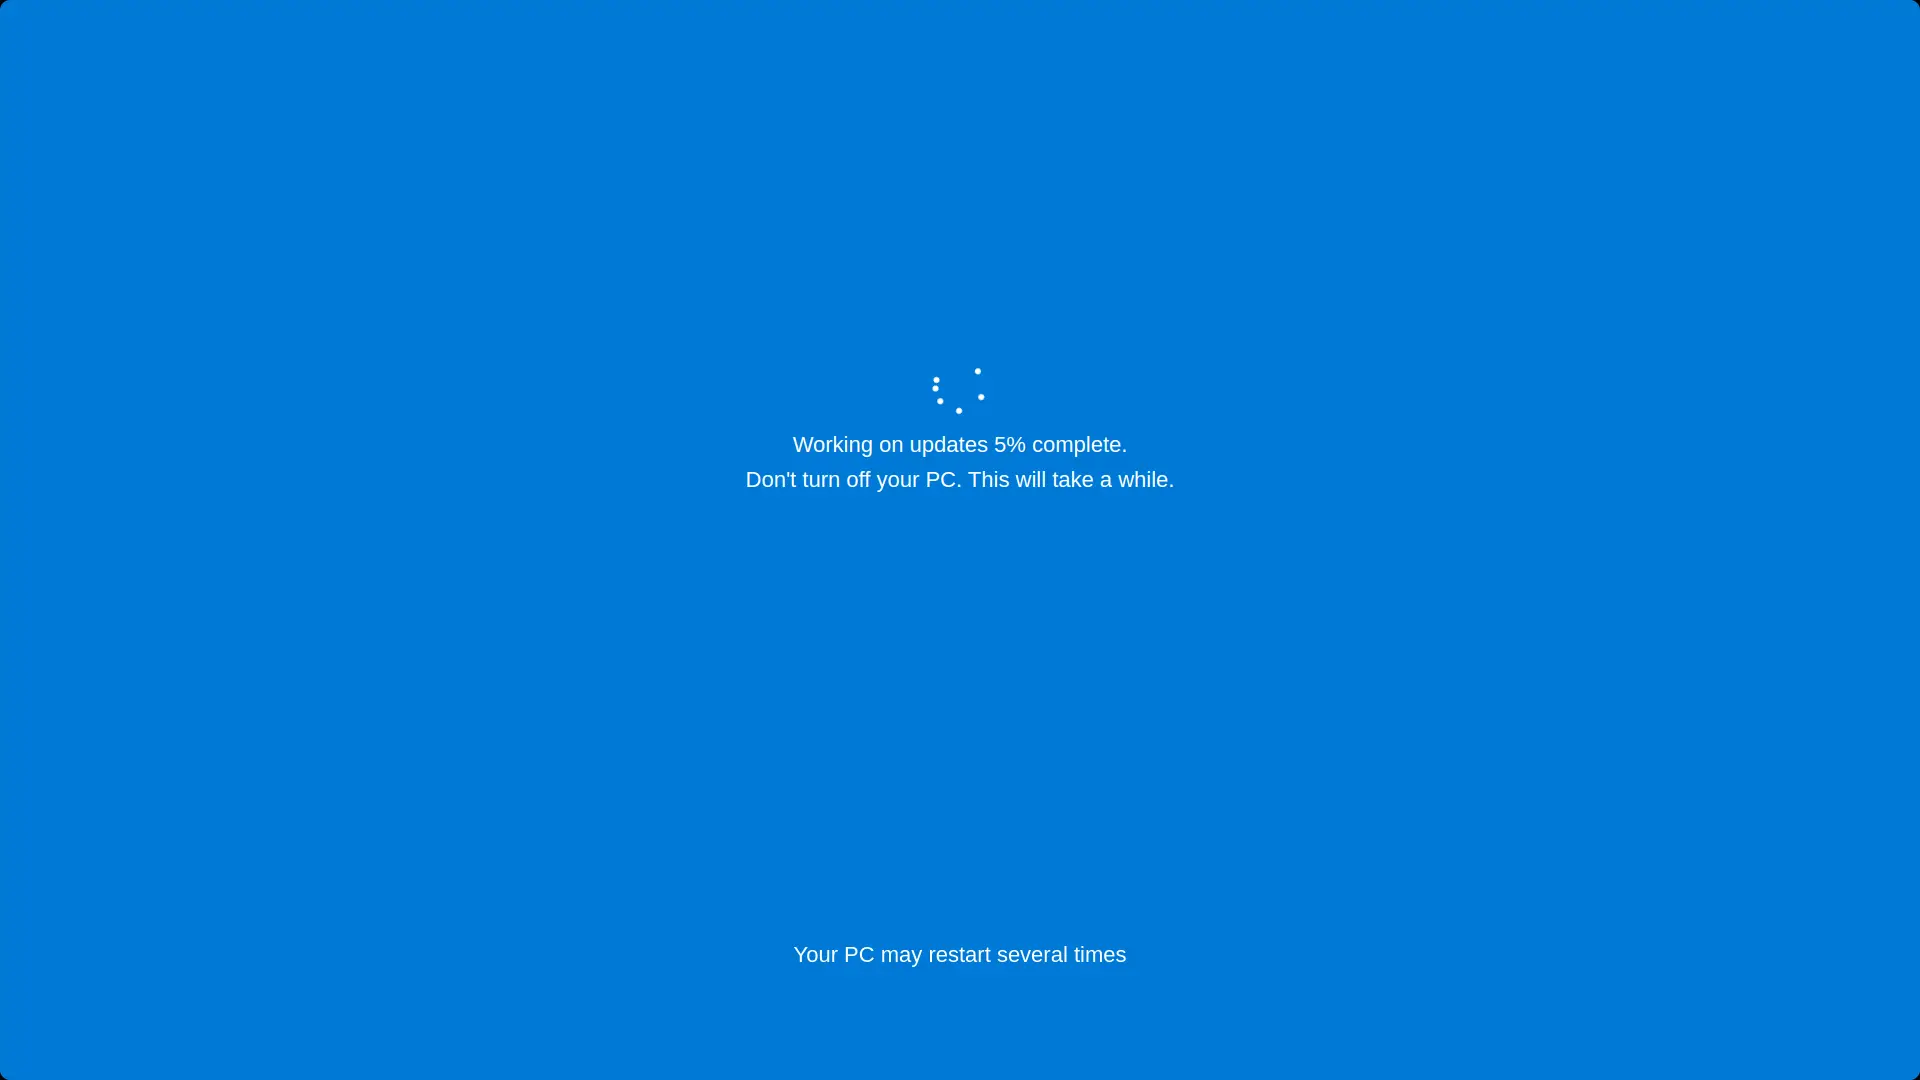 Working on updates 5% complete.
Don't turn off your PC. This will take a while.
Your PC may restart several times